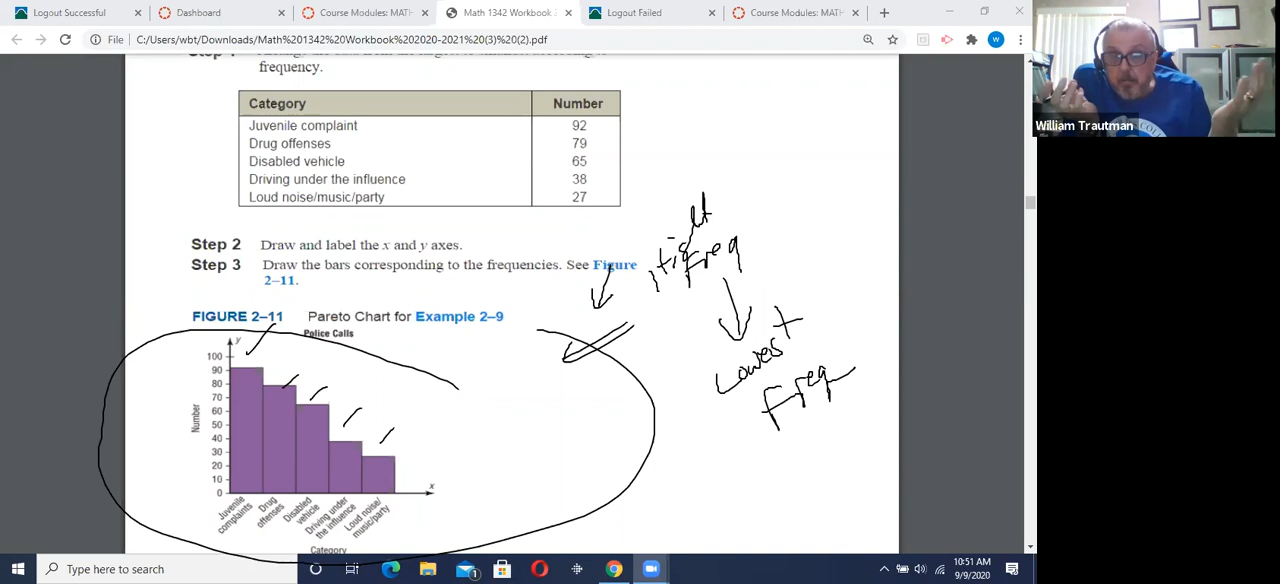 Logout Successful
Dashboard
Course Modules: MATH
Math 1342 Workbook 2
Logout Failed
Course Modules: MATH
File
C:/Users/wbt/Downloads/Math%201342%20Workbook%202020-2021%20(3)%20(2).pdf
W
William Trautman
frequency.
Category Number
Juvenile complaint 92
Drug offenses 79
Disabled vehicle 65
Driving under the influence 38
Loud noise/music/party 27
Step 2 Draw and label the x and y axes.
Step 3 Draw the bars corresponding to the frequencies. See Figure
2–11.
FIGURE 2–11 Pareto Chart for Example 2–9
Police Calls
y
100
90
80
70
60
50
40
30
20
10
0
Number
x
Juvenile
complaints
Drug
offenses
Disabled
vehicle
Driving under
the influence
Loud noise/
music/party
Category
Freq
Lowest
Freq
Type here to search
1
10:51 AM
9/9/2020